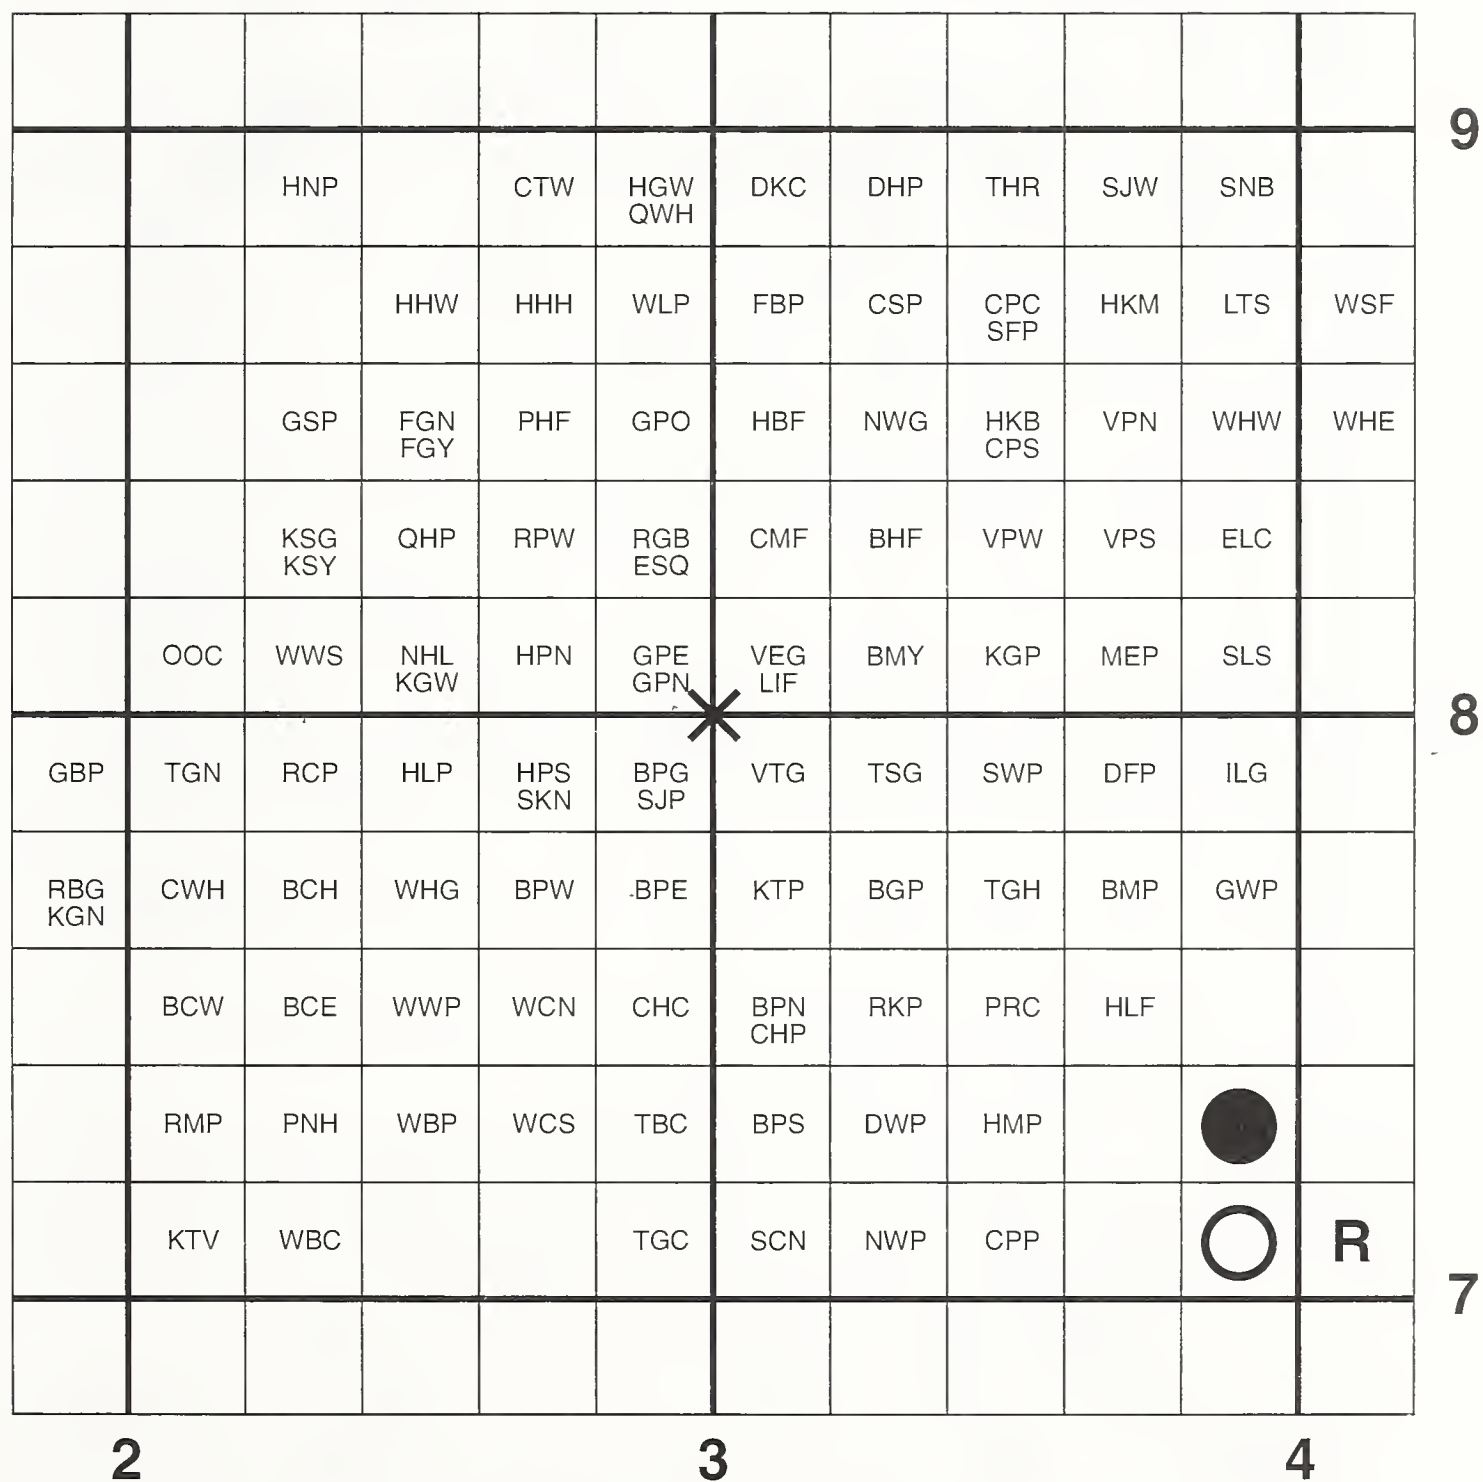 9
HNP CTW HGW DKC DHP THR SJW SNB
QWH
HHW HHH WLP FBP CSP CPC HKM LTS WSF
SFP
GSP FGN PHF GPO HBF NWG HKB VPN WHW WHE
FGY CPS
KSG QHP RPW RGB CMF BHF VPW VPS ELC
KSY ESQ
OOC WWS NHL HPN GPE VEG BMY KGP MEP SLS
KGW GPN LIF
8
GBP TGN RCP HLP HPS BPG VTG TSG SWP DFP ILG
SKN SJP
RBG CWH BCH WHG BPW BPE KTP BGP TGH BMP GWP
KGN
BCW BCE WWP WCN CHC BPN RKP PRC HLF
CHP
RMP PNH WBP WCS TBC BPS DWP HMP
KTV WBC TGC SCN NWP CPP R
7
2 3 4